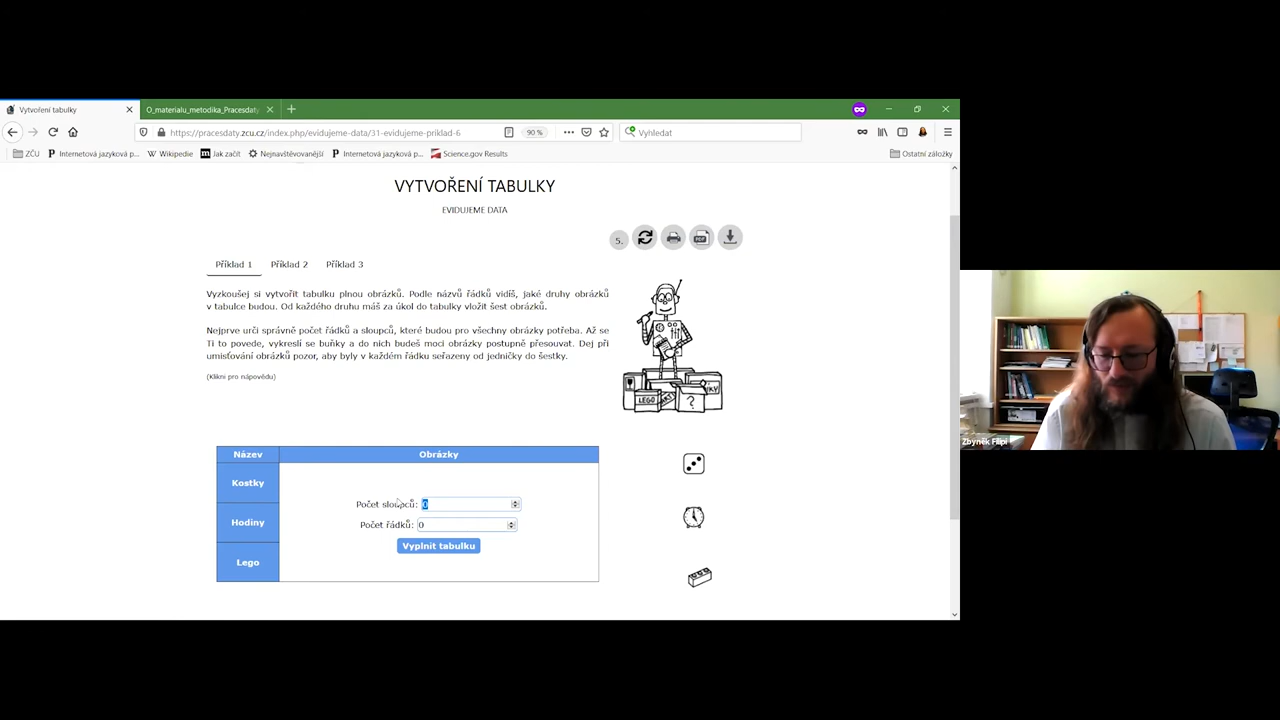 Vytvoření tabulky
O_materialu_metodika_Pracesdaty
https://pracesdaty.zcu.cz/index.php/evidujeme-data/31-evidujeme-priklad-6
90 %
Vyhledat
ZČU
Internetová jazyková p...
Wikipedie
Jak začít
Nejnavštěvovanější
Internetová jazyková p...
Science.gov Results
Ostatní záložky
VYTVOŘENÍ TABULKY
EVIDUJEME DATA
5.
PDF
Příklad 1
Příklad 2
Příklad 3
Vyzkoušej si vytvořit tabulku plnou obrázků. Podle názvů řádků vidíš, jaké druhy obrázků
v tabulce budou. Od každého druhu máš za úkol do tabulky vložit šest obrázků.
Nejprve urči správně počet řádků a sloupců, které budou pro všechny obrázky potřeba. Až se
Ti to povede, vykreslí se buňky a do nich budeš moci obrázky postupně přesouvat. Dej při
umisťování obrázků pozor, aby byly v každém řádku seřazeny od jedničky do šestky.
(Klikni pro nápovědu)
LEGO
?
Název
Obrázky
Kostky
Hodiny
Lego
Počet sloupců: 0
Počet řádků: 0
Vyplnit tabulku
Zbyněk Filipi